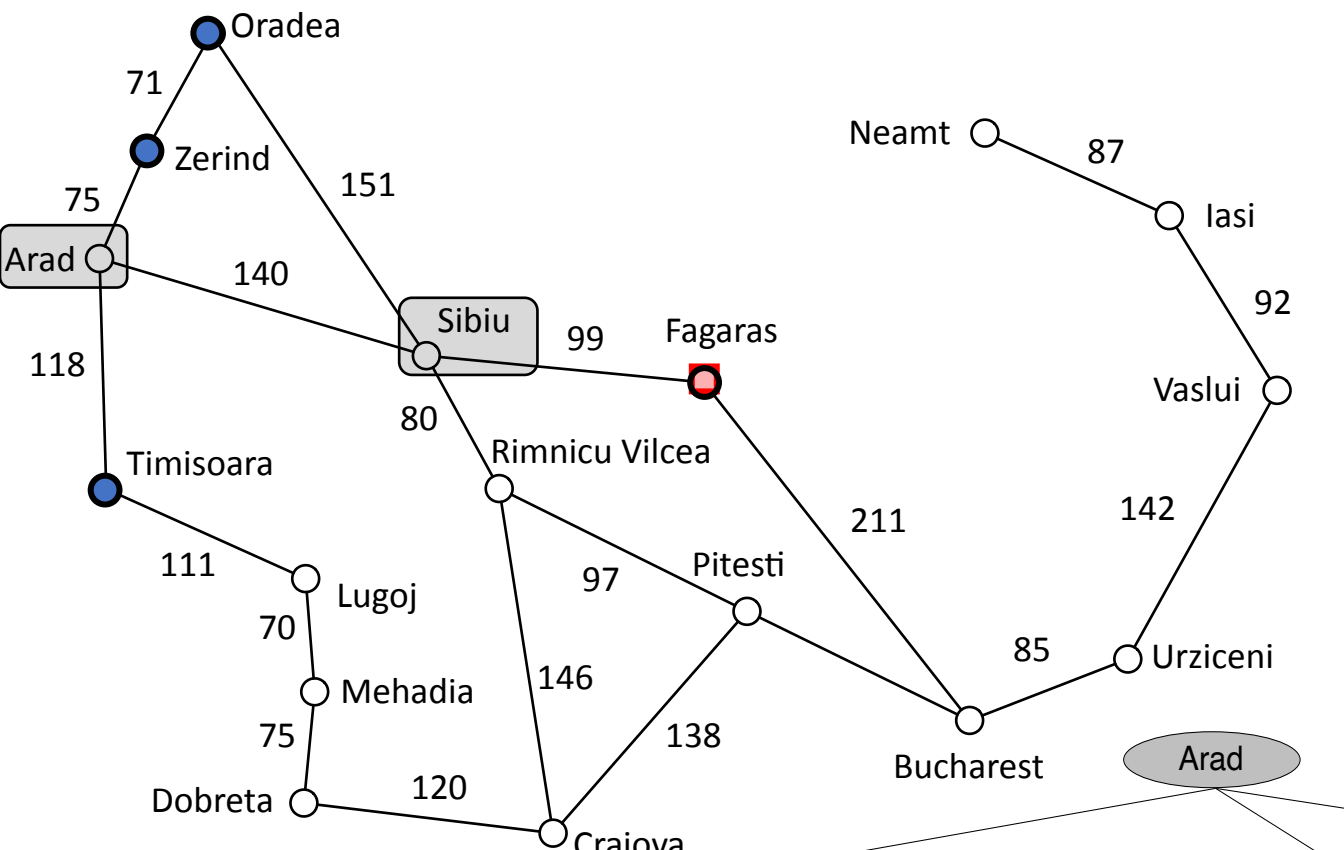 Oradea
71
Neamt
87
Zerind
151
75
Iasi
Arad
140
92
Sibiu
99
Fagaras
118
Vaslui
80
Rimnicu Vilcea
Timisoara
142
211
111
97
Pitesti
Lugoj
70
85
Urziceni
146
Mehadia
75
138
Bucharest
Arad
120
Dobreta
Craiova